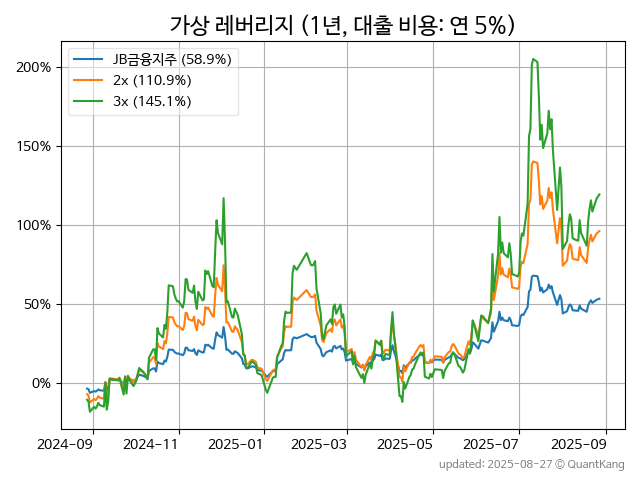 가상 레버리지 (1년, 대출 비용: 연 5%)
JB금융지주 (58.9%)
2x (110.9%)
3x (145.1%)
200%
150%
100%
50%
0%
2024-09 2024-11 2025-01 2025-03 2025-05 2025-07 2025-09
updated: 2025-08-27 © QuantKang